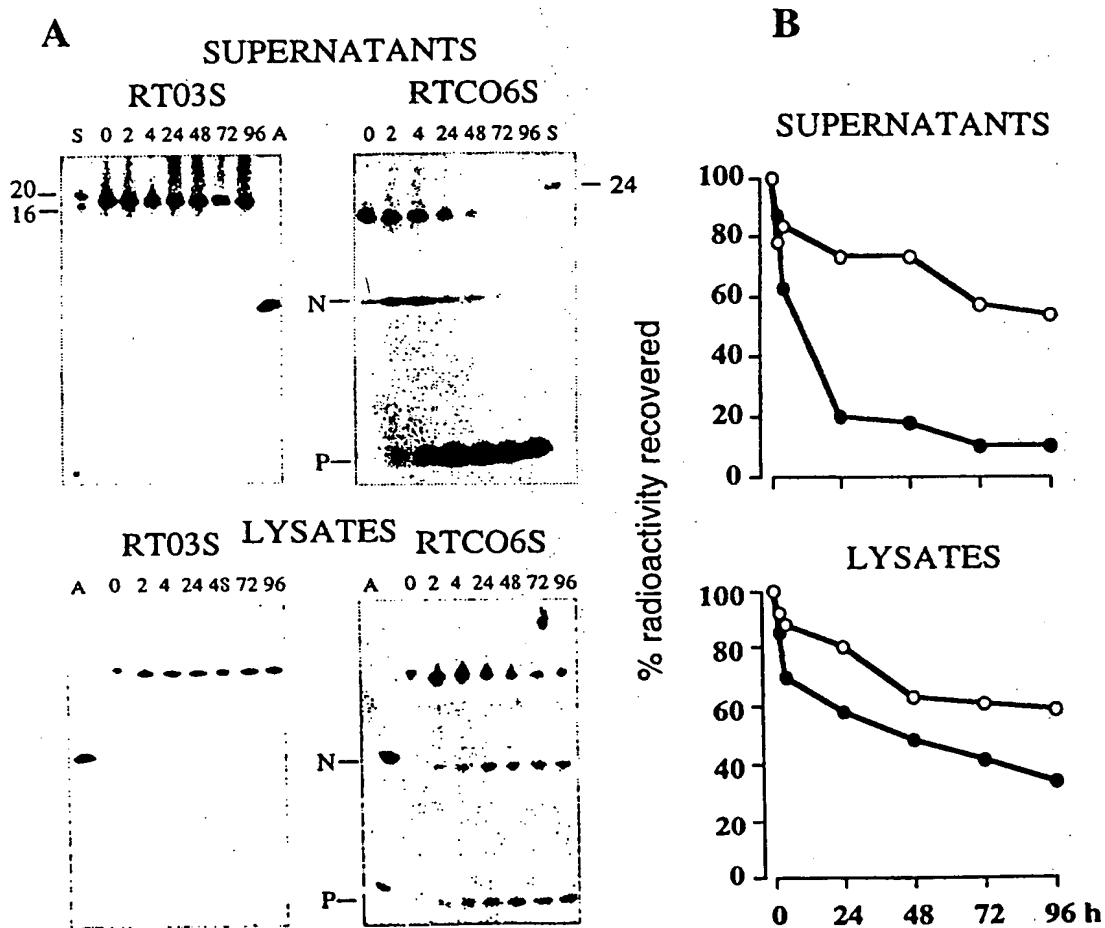 A
SUPERNATANTS
RT03S
S 0 2 4 24 48 72 96 A
20
16
RTCO6S
0 2 4 24 48 72 96 S
24
N
P
LYSATES
RT03S
A 0 2 4 24 48 72 96
RTCO6S
A 0 2 4 24 48 72 96
N
P
B
% radioactivity recovered
SUPERNATANTS
100
80
60
40
20
0
LYSATES
100
80
60
40
20
0
0 24 48 72 96 h